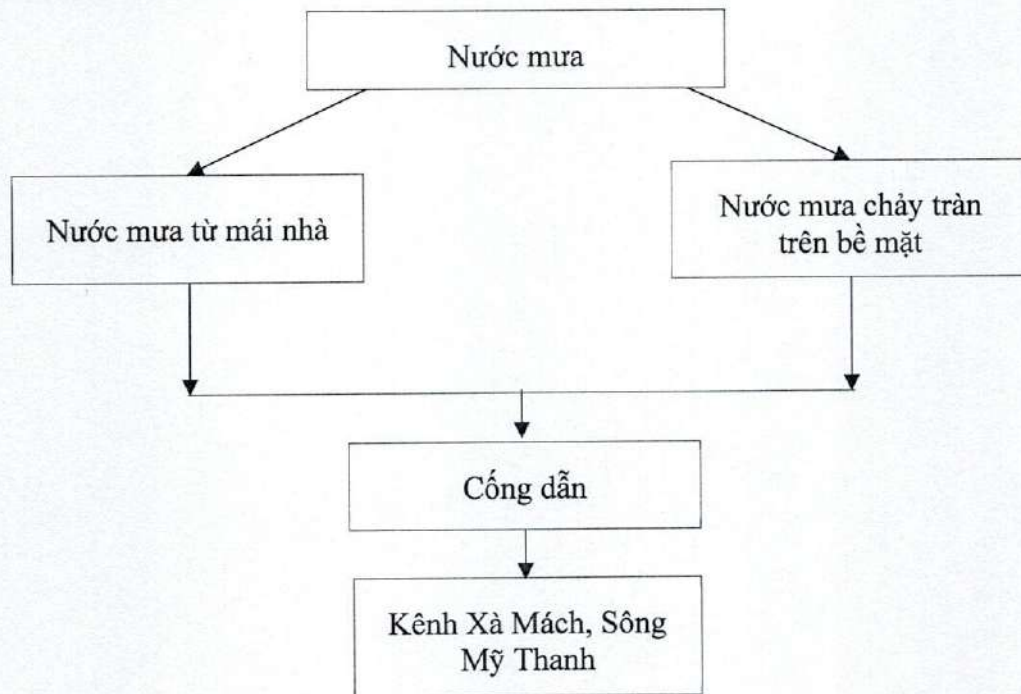 Nước mưa
Nước mưa từ mái nhà
Nước mưa chảy tràn
trên bề mặt
Cống dẫn
Kênh Xà Mách, Sông
Mỹ Thanh